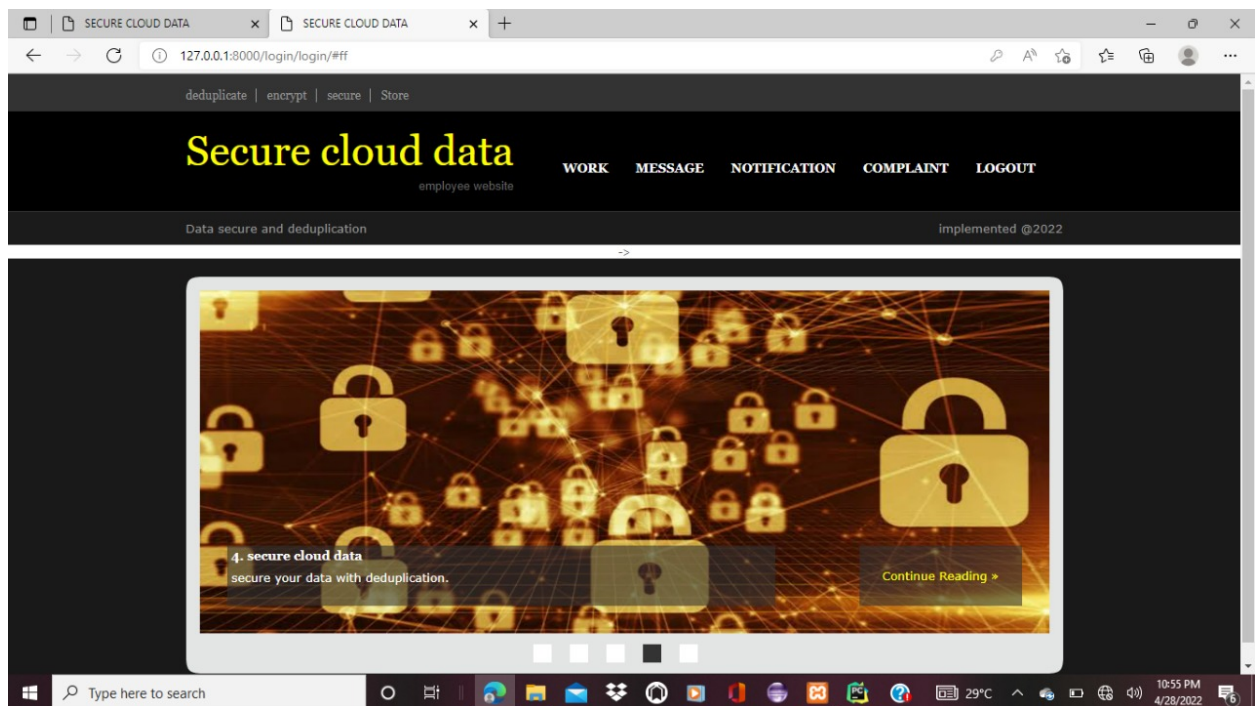 SECURE CLOUD DATA
SECURE CLOUD DATA
127.0.0.1:8000/login/login/#ff
deduplicate | encrypt | secure | Store
Secure cloud data
employee website
WORK MESSAGE NOTIFICATION COMPLAINT LOGOUT
Data secure and deduplication
implemented @2022
->
4. secure cloud data
secure your data with deduplication.
Continue Reading »
Type here to search
29°C
10:55 PM
4/28/2022
6